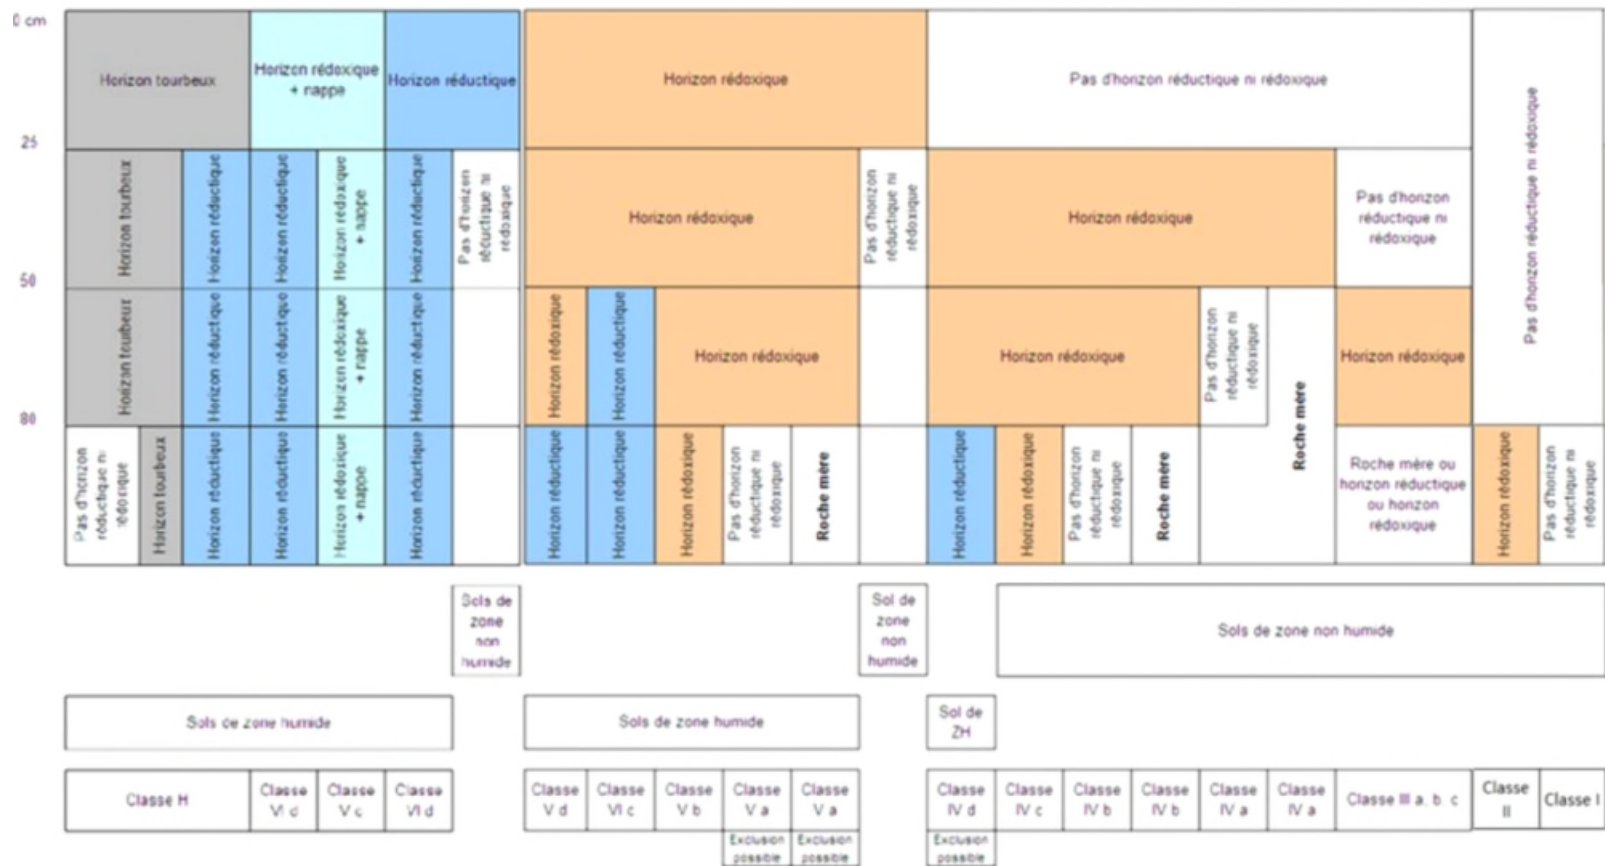 0 cm
Horizon tourbeux
Horizon rédoxique
+ nappe
Horizon réductique
Horizon rédoxique
Pas d'horizon réductique ni rédoxique
Pas d'horizon réductique ni rédoxique
25
Horizon tourbeux
Horizon réductique
Horizon réductique
Horizon rédoxique
+ nappe
Horizon réductique
Pas d'horizon
réductique ni
rédoxique
Horizon rédoxique
Pas d'horizon
réductique ni
rédoxique
Horizon rédoxique
Pas d'horizon
réductique ni
rédoxique
50
Horizon tourbeux
Horizon réductique
Horizon réductique
Horizon rédoxique
+ nappe
Horizon réductique
Horizon rédoxique
Horizon réductique
Horizon rédoxique
Horizon rédoxique
Pas d'horizon
réductique ni
rédoxique
Roche mère
Horizon rédoxique
80
Pas d'horizon
réductique ni
rédoxique
Horizon tourbeux
Horizon réductique
Horizon réductique
Horizon rédoxique
+ nappe
Horizon réductique
Horizon réductique
Horizon réductique
Horizon rédoxique
Pas d'horizon
réductique ni
rédoxique
Roche mère
Horizon réductique
Horizon rédoxique
Pas d'horizon
réductique ni
rédoxique
Roche mère
Roche mère ou
horizon réductique
ou horizon
rédoxique
Horizon rédoxique
Pas d'horizon
réductique ni
rédoxique
Sols de
zone
non
humide
Sol de
zone
non
humide
Sols de zone non humide
Sols de zone humide
Sols de zone humide
Sol de
ZH
Classe H
Classe
VI d
Classe
V c
Classe
VI d
Classe
V d
Classe
VI c
Classe
V b
Classe
V a
Classe
V a
Classe
IV d
Classe
IV c
Classe
IV b
Classe
IV b
Classe
IV a
Classe
IV a
Classe III a, b, c
Classe
II
Classe I
Exclusion
possible
Exclusion
possible
Exclusion
possible